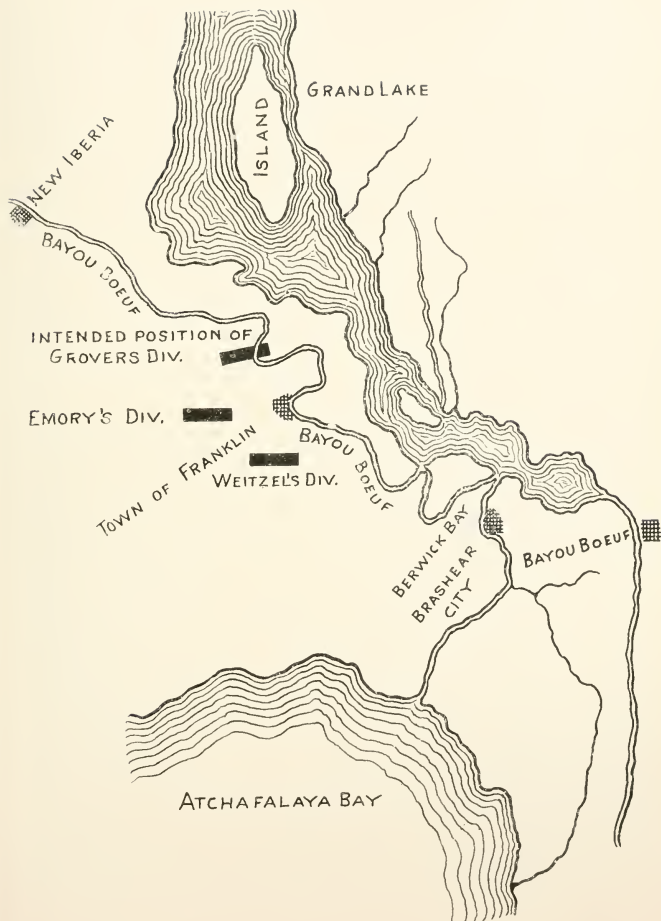 GRAND LAKE
ISLAND
NEW IBERIA
BAYOU BOEUF
INTENDED POSITION OF
GROVERS DIV.
EMORY'S DIV.
TOWN OF FRANKLIN
BAYOU BOEUF
WEITZEL'S DIV.
BERWICK BAY
BRASHEAR
CITY
BAYOU BOEUF
ATCHAFALAYA BAY